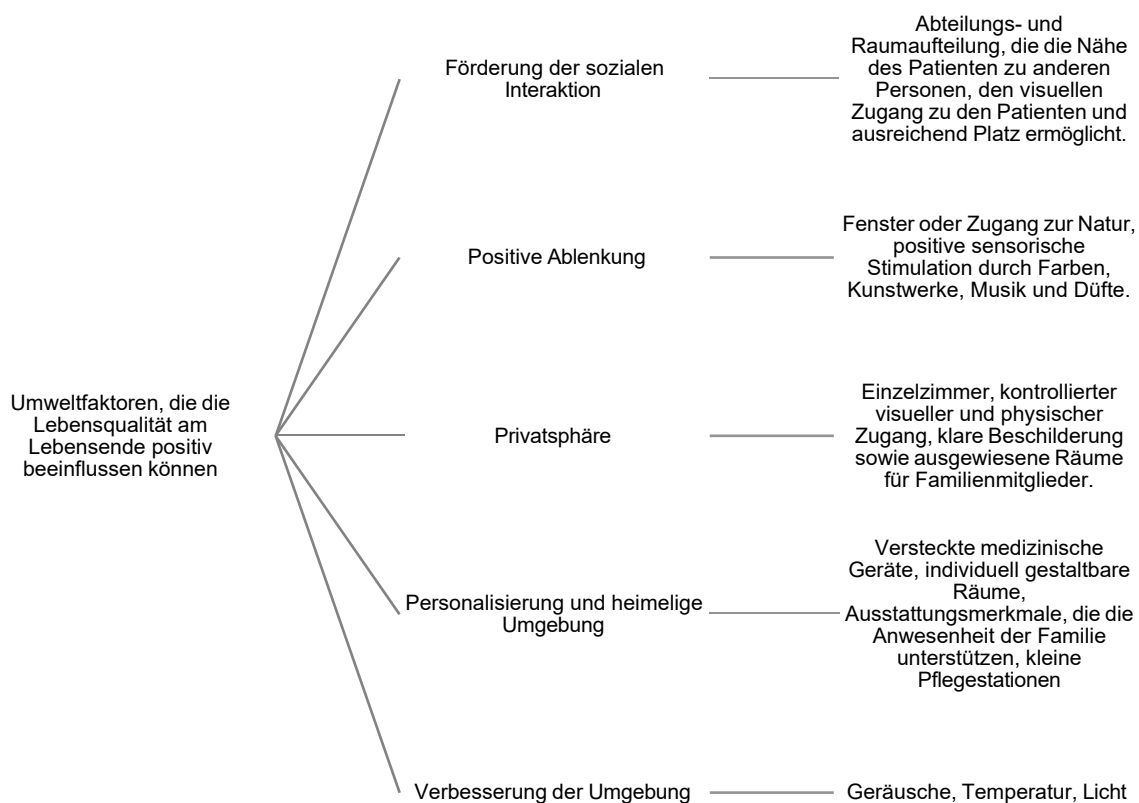 Umweltfaktoren, die die
Lebensqualität am
Lebensende positiv
beeinflussen können
Förderung der sozialen
Interaktion
Abteilungs- und
Raumaufteilung, die die Nähe
des Patienten zu anderen
Personen, den visuellen
Zugang zu den Patienten und
ausreichend Platz ermöglicht.
Positive Ablenkung
Fenster oder Zugang zur Natur,
positive sensorische
Stimulation durch Farben,
Kunstwerke, Musik und Düfte.
Privatsphäre
Einzelzimmer, kontrollierter
visueller und physischer
Zugang, klare Beschilderung
sowie ausgewiesene Räume
für Familienmitglieder.
Personalisierung und heimelige
Umgebung
Versteckte medizinische
Geräte, individuell gestaltbare
Räume,
Ausstattungsmerkmale, die die
Anwesenheit der Familie
unterstützen, kleine
Pflegestationen
Verbesserung der Umgebung
Geräusche, Temperatur, Licht